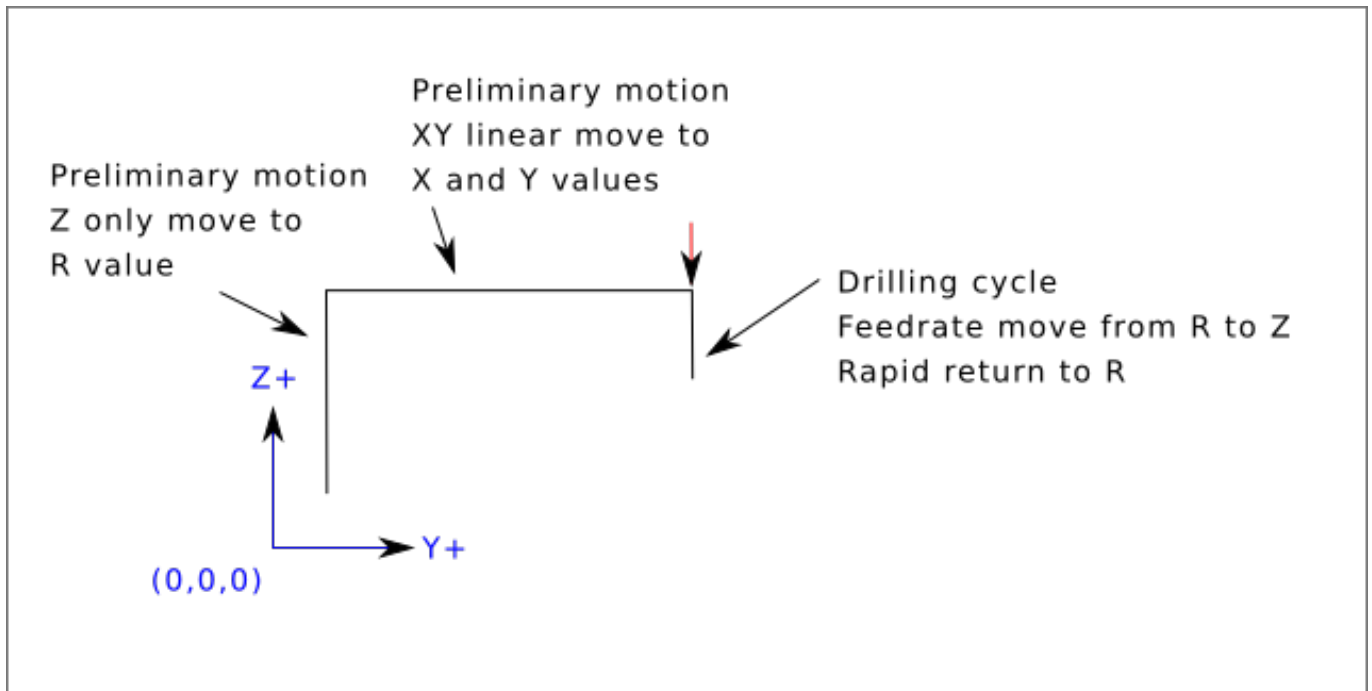 Preliminary motion
XY linear move to
X and Y values
Preliminary motion
Z only move to
R value
Drilling cycle
Feedrate move from R to Z
Rapid return to R
Z+
Y+
(0,0,0)